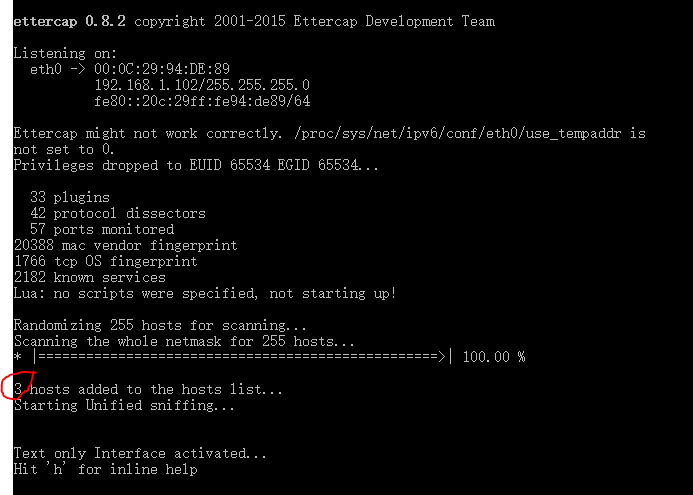 ettercap 0.8.2 copyright 2001-2015 Ettercap Development Team
Listening on:
eth0 -> 00:0C:29:94:DE:89
192.168.1.102/255.255.255.0
fe80::20c:29ff:fe94:de89/64
Ettercap might not work correctly. /proc/sys/net/ipv6/conf/eth0/use_tempaddr is
not set to 0.
Privileges dropped to EUID 65534 EGID 65534...
33 plugins
42 protocol dissectors
57 ports monitored
20388 mac vendor fingerprint
1766 tcp OS fingerprint
2182 known services
Lua: no scripts were specified, not starting up!
Randomizing 255 hosts for scanning...
Scanning the whole netmask for 255 hosts...
* |==================================================>| 100.00 %
3 hosts added to the hosts list...
Starting Unified sniffing...
Text only Interface activated...
Hit 'h' for inline help